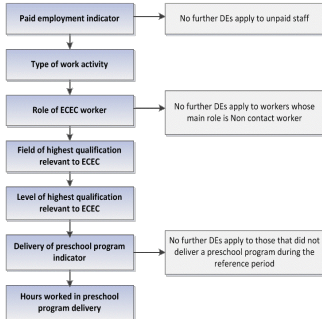 Paid employment indicator
No further DEs apply to unpaid staff
Type of work activity
Role of ECEC worker
No further DEs apply to workers whose
main role is Non contact worker
Field of highest qualification
relevant to ECEC
Level of highest qualification
relevant to ECEC
Delivery of preschool program
indicator
No further DEs apply to those that did not
deliver a preschool program during the
reference period
Hours worked in preschool
program delivery